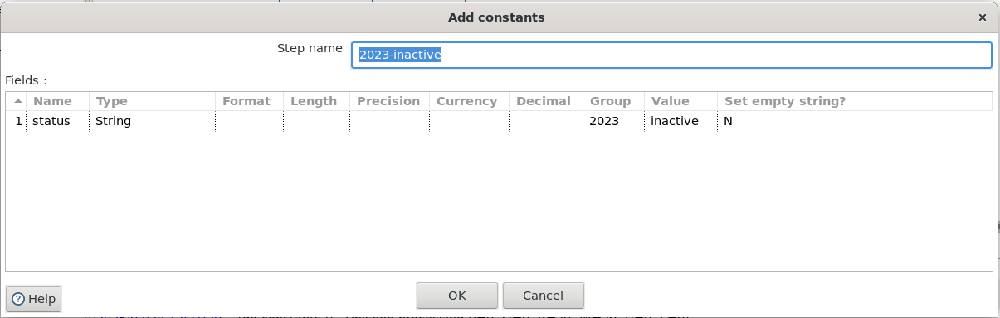 Add constants
Step name 2023-inactive
Fields :
Name Type Format Length Precision Currency Decimal Group Value Set empty string?
1 status String 2023 inactive N
Help OK Cancel